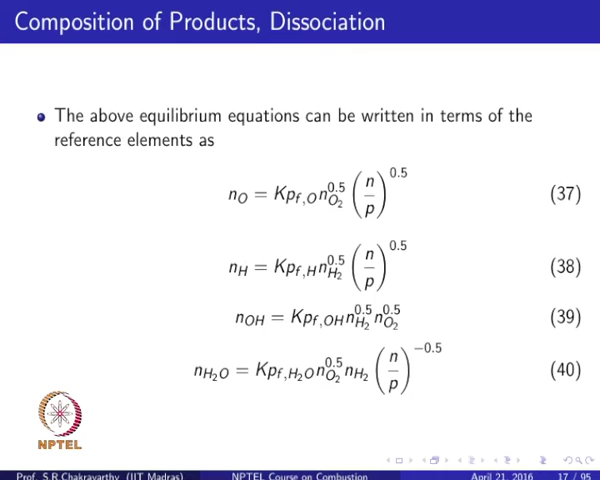 Composition of Products, Dissociation
The above equilibrium equations can be written in terms of the
reference elements as
n_O = Kp_{f,O} n_{O_2}^{0.5} (n/p)^{0.5} (37)
n_H = Kp_{f,H} n_{H_2}^{0.5} (n/p)^{0.5} (38)
n_{OH} = Kp_{f,OH} n_{H_2}^{0.5} n_{O_2}^{0.5} (39)
n_{H_2O} = Kp_{f,H_2O} n_{O_2}^{0.5} n_{H_2} (n/p)^{-0.5} (40)
NPTEL
Prof. S.R.Chakravarthy (IIT Madras) NPTEL Course on Combustion April 21, 2016 17 / 95